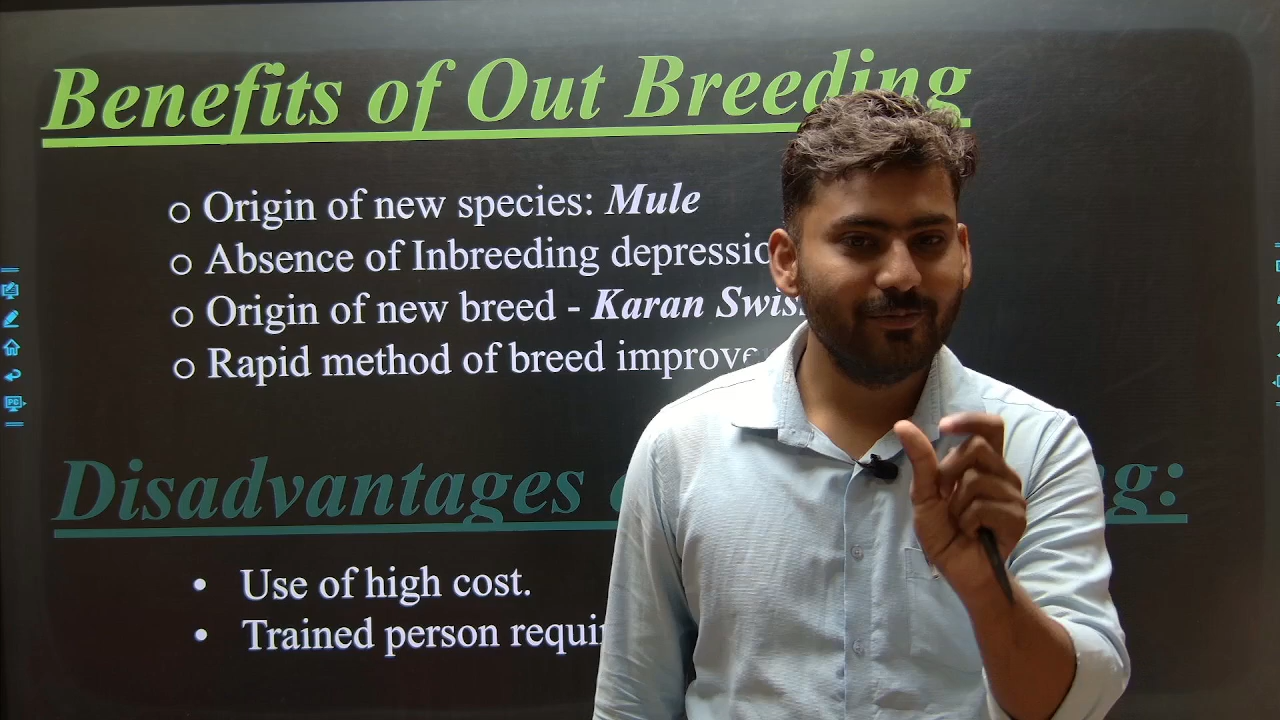 Benefits of Out Breeding
o Origin of new species: Mule
o Absence of Inbreeding
o Origin of new breed - Karan
o Rapid method of breed
Disadvantages
• Use of high cost.
• Trained person